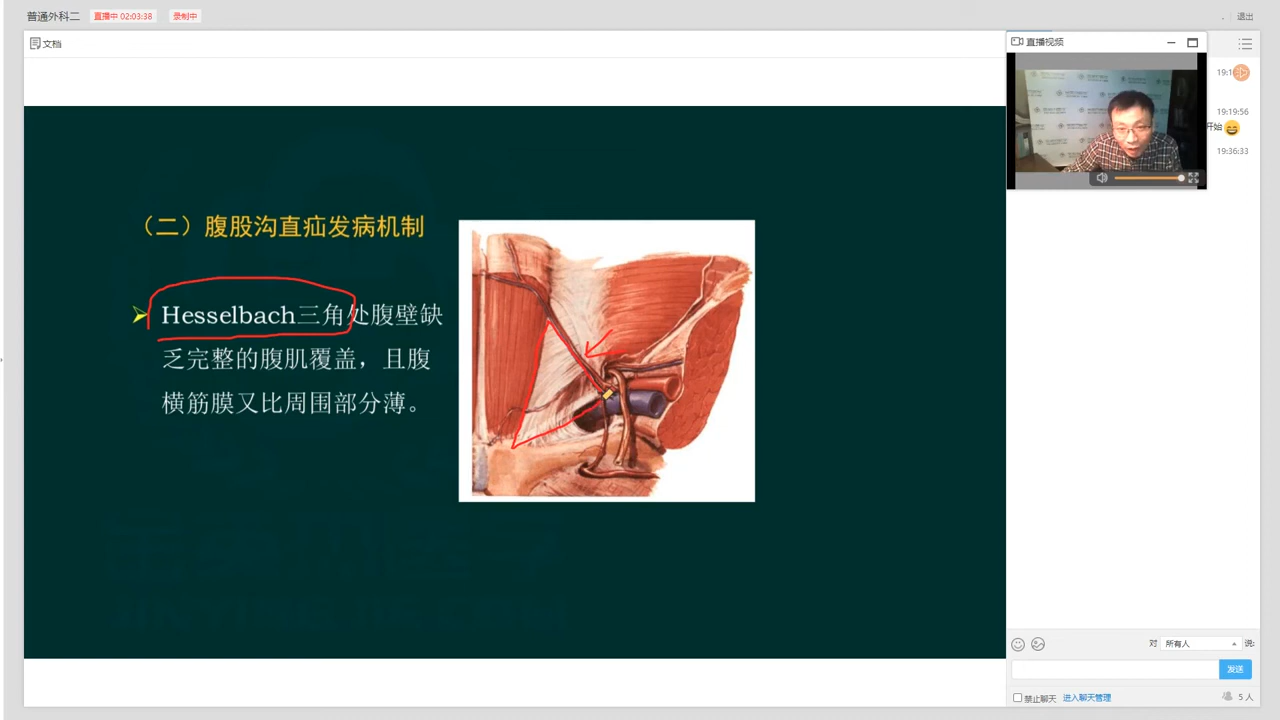 普通外科二
直播中 02:03:38
录制中
退出
文档
直播视频
19:1
19:19:56
开始
19:36:33
（二）腹股沟直疝发病机制
Hesselbach三角处腹壁缺
乏完整的腹肌覆盖，且腹
横筋膜又比周围部分薄。
对 所有人 说:
发送
禁止聊天 进入聊天管理
5 人